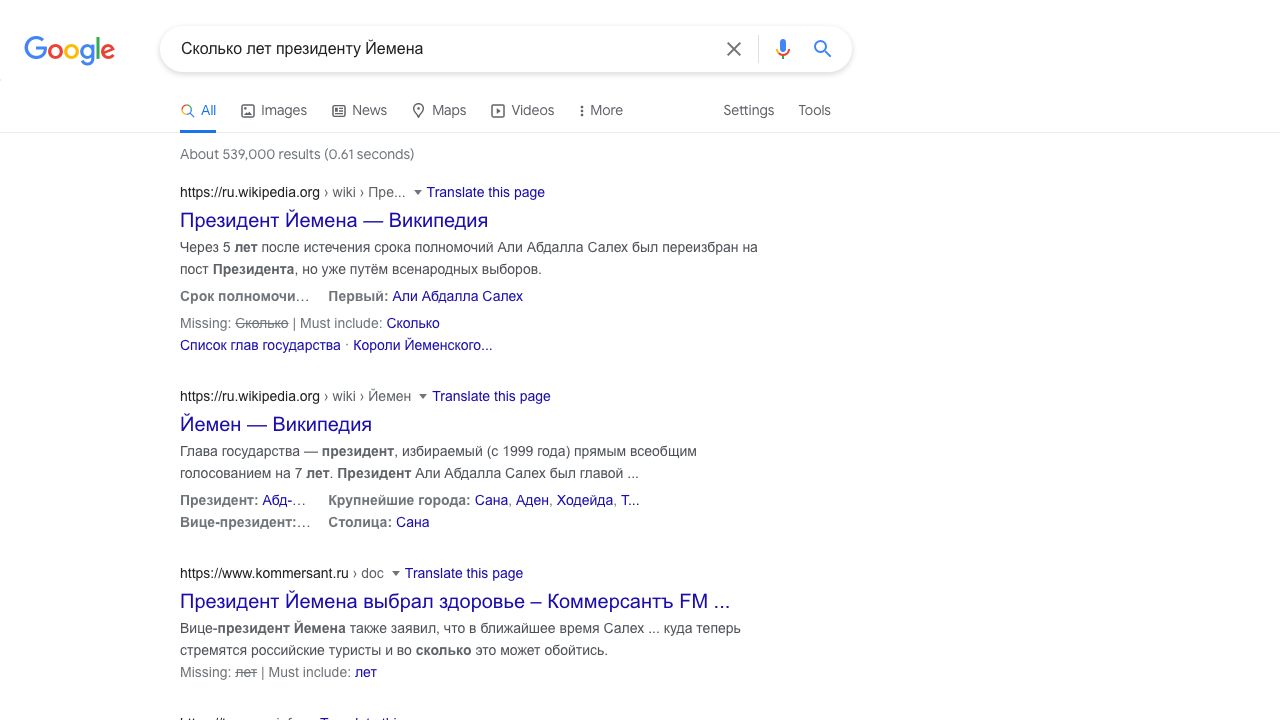 Google
Сколько лет президенту Йемена
All Images News Maps Videos More Settings Tools
About 539,000 results (0.61 seconds)
https://ru.wikipedia.org › wiki › Пре... Translate this page
Президент Йемена — Википедия
Через 5 лет после истечения срока полномочий Али Абдалла Салех был переизбран на
пост Президента, но уже путём всенародных выборов.
Срок полномочи... Первый: Али Абдалла Салех
Missing: Сколько | Must include: Сколько
Список глав государства · Короли Йеменского...
https://ru.wikipedia.org › wiki › Йемен Translate this page
Йемен — Википедия
Глава государства — президент, избираемый (с 1999 года) прямым всеобщим
голосованием на 7 лет. Президент Али Абдалла Салех был главой ...
Президент: Абд-... Крупнейшие города: Сана, Аден, Ходейда, Т...
Вице-президент:... Столица: Сана
https://www.kommersant.ru › doc Translate this page
Президент Йемена выбрал здоровье – Коммерсантъ FM ...
Вице-президент Йемена также заявил, что в ближайшее время Салех ... куда теперь
стремятся российские туристы и во сколько это может обойтись.
Missing: лет | Must include: лет